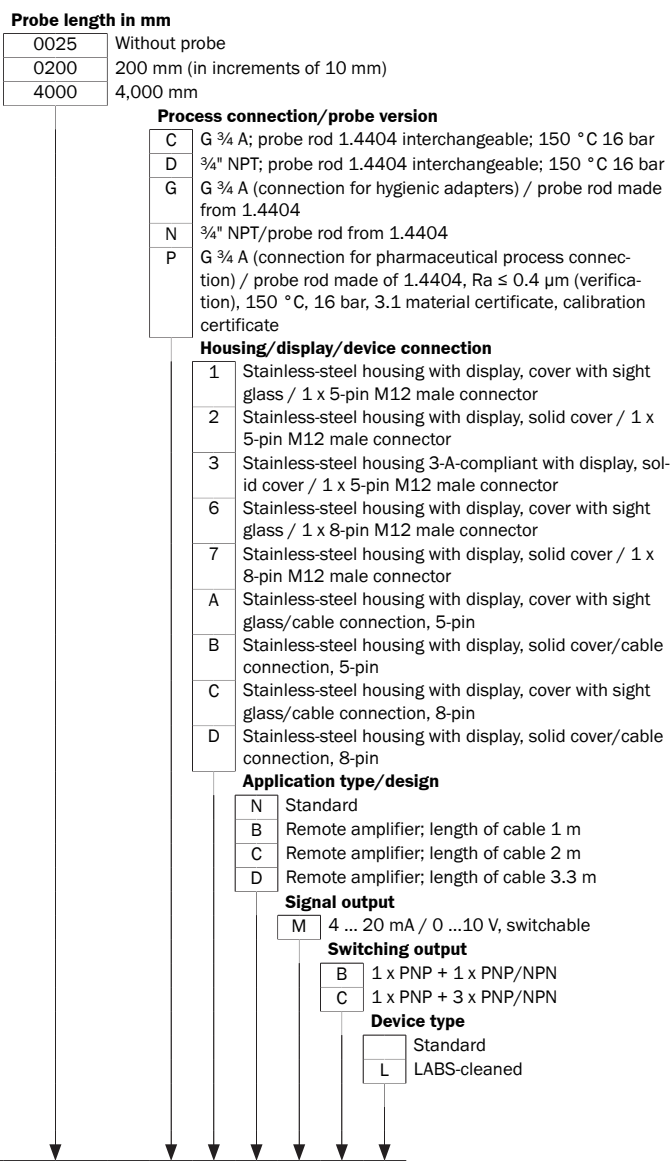 Probe length in mm
0025 Without probe
0200 200 mm (in increments of 10 mm)
4000 4,000 mm
Process connection/probe version
C G ¾ A; probe rod 1.4404 interchangeable; 150 °C 16 bar
D ¾" NPT; probe rod 1.4404 interchangeable; 150 °C 16 bar
G G ¾ A (connection for hygienic adapters) / probe rod made
from 1.4404
N ¾" NPT/probe rod from 1.4404
P G ¾ A (connection for pharmaceutical process connec-
tion) / probe rod made of 1.4404, Ra ≤ 0.4 µm (verifica-
tion), 150 °C, 16 bar, 3.1 material certificate, calibration
certificate
Housing/display/device connection
1 Stainless-steel housing with display, cover with sight
glass / 1 x 5-pin M12 male connector
2 Stainless-steel housing with display, solid cover / 1 x
5-pin M12 male connector
3 Stainless-steel housing 3-A-compliant with display, sol-
id cover / 1 x 5-pin M12 male connector
6 Stainless-steel housing with display, cover with sight
glass / 1 x 8-pin M12 male connector
7 Stainless-steel housing with display, solid cover / 1 x
8-pin M12 male connector
A Stainless-steel housing with display, cover with sight
glass/cable connection, 5-pin
B Stainless-steel housing with display, solid cover/cable
connection, 5-pin
C Stainless-steel housing with display, cover with sight
glass/cable connection, 8-pin
D Stainless-steel housing with display, solid cover/cable
connection, 8-pin
Application type/design
N Standard
B Remote amplifier; length of cable 1 m
C Remote amplifier; length of cable 2 m
D Remote amplifier; length of cable 3.3 m
Signal output
M 4 ... 20 mA / 0 ...10 V, switchable
Switching output
B 1 x PNP + 1 x PNP/NPN
C 1 x PNP + 3 x PNP/NPN
Device type
Standard
L LABS-cleaned